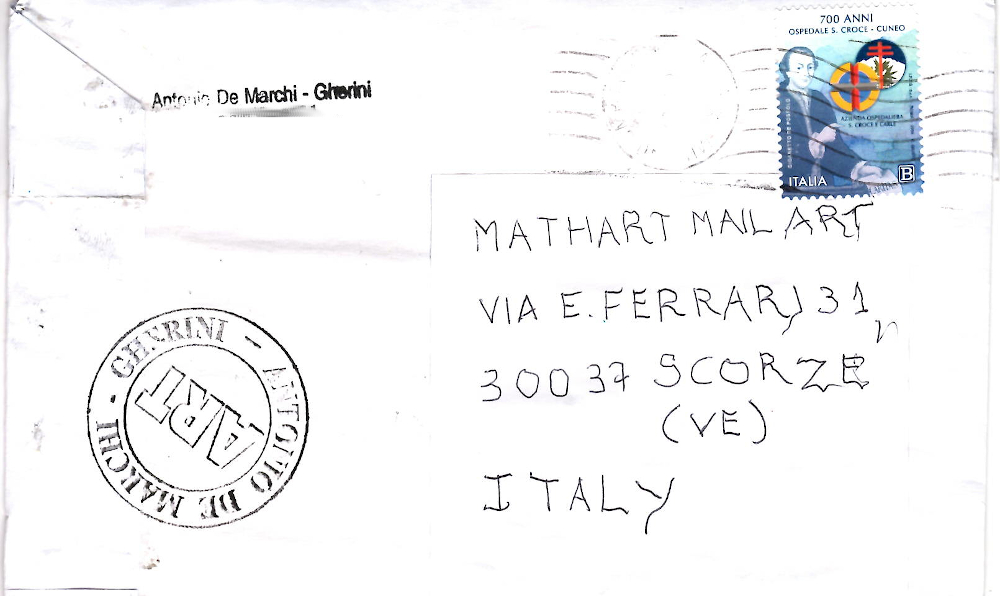 700 ANNI
OSPEDALE S. CROCE - CUNEO
AZIENDA OSPEDALIERA
S. CROCE E CARLE
ITALIA
B
Antonio De Marchi - Gherini
MATHART MAIL ART
VIA E. FERRARI 31
30037 SCORZE
(VE)
ITALY
GHERINI - ANTONIO DE MARCHI -
ART